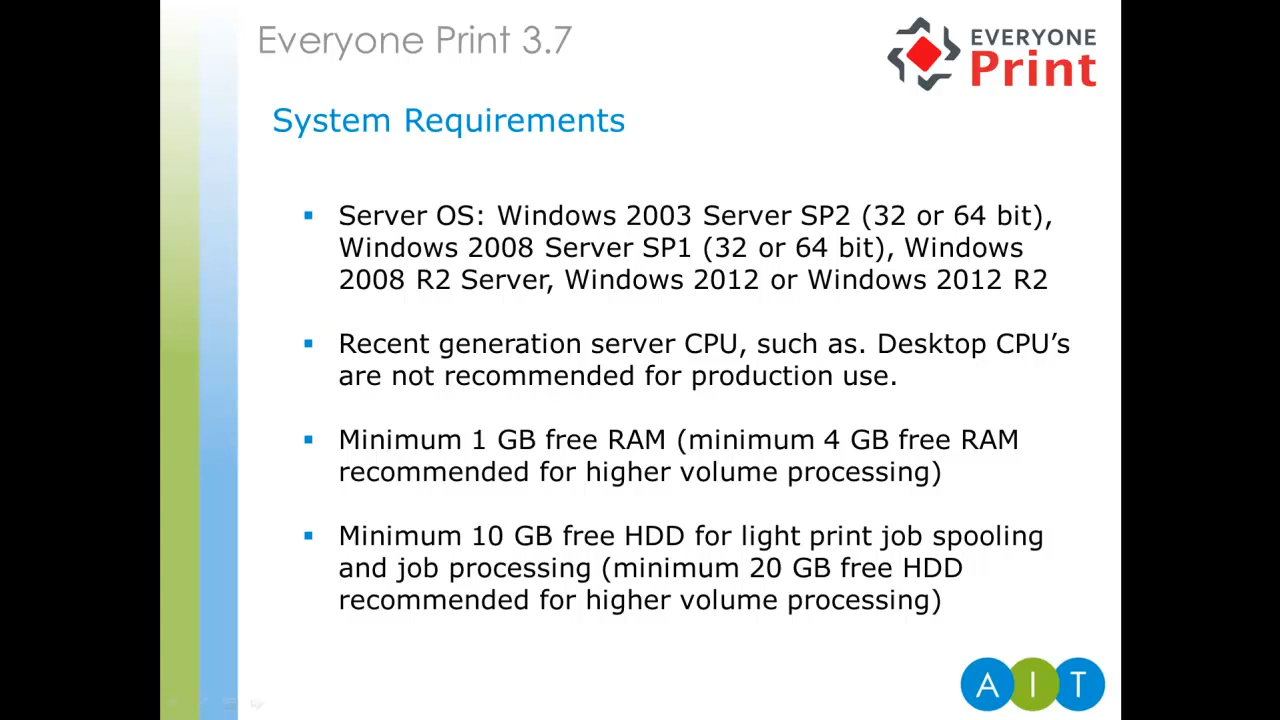 Everyone Print 3.7
EVERYONE
Print
System Requirements
▪ Server OS: Windows 2003 Server SP2 (32 or 64 bit),
Windows 2008 Server SP1 (32 or 64 bit), Windows
2008 R2 Server, Windows 2012 or Windows 2012 R2
▪ Recent generation server CPU, such as. Desktop CPU’s
are not recommended for production use.
▪ Minimum 1 GB free RAM (minimum 4 GB free RAM
recommended for higher volume processing)
▪ Minimum 10 GB free HDD for light print job spooling
and job processing (minimum 20 GB free HDD
recommended for higher volume processing)
AIT